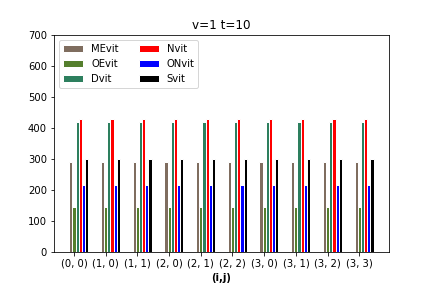 v=1 t=10
700
600
500
400
300
200
100
0
MEvit
OEvit
Dvit
Nvit
ONvit
Svit
(0, 0) (1, 0) (1, 1) (2, 0) (2, 1) (2, 2) (3, 0) (3, 1) (3, 2) (3, 3)
(i,j)